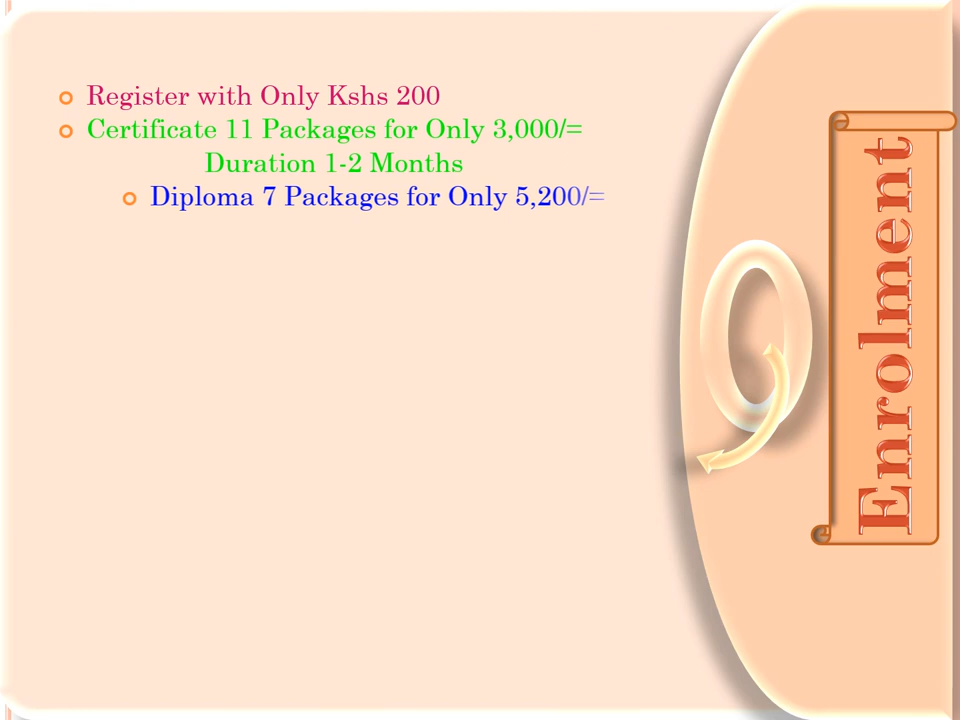 Register with Only Kshs 200
Certificate 11 Packages for Only 3,000/=
Duration 1-2 Months
Diploma 7 Packages for Only 5,200/=
Enrolment